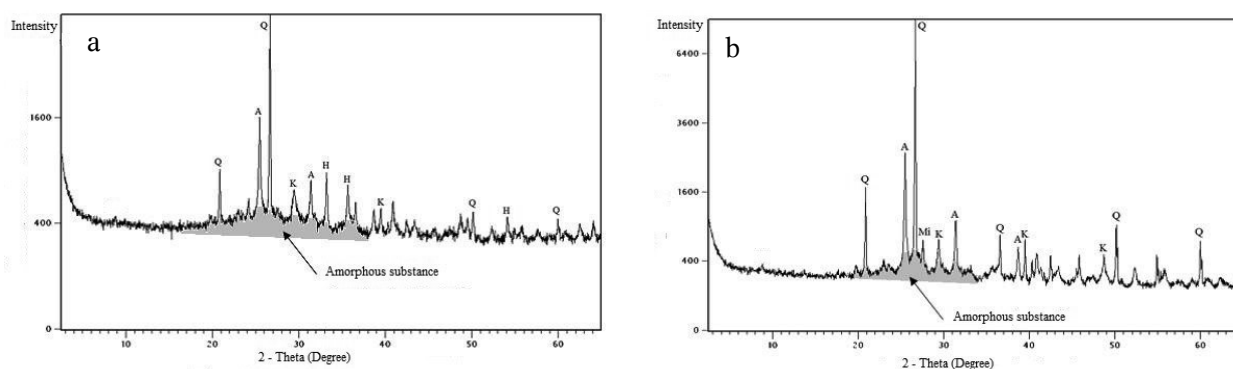 Intensity
a
Q
1600
A
Q
K
A
H
H
K
Q
H
Q
400
Amorphous substance
0
10
20
30
40
50
60
2 - Theta (Degree)
Intensity
b
Q
6400
3600
1600
A
Q
Mi
K
A
Q
A
K
K
Q
Q
400
Amorphous substance
0
10
20
30
40
50
60
2 - Theta (Degree)